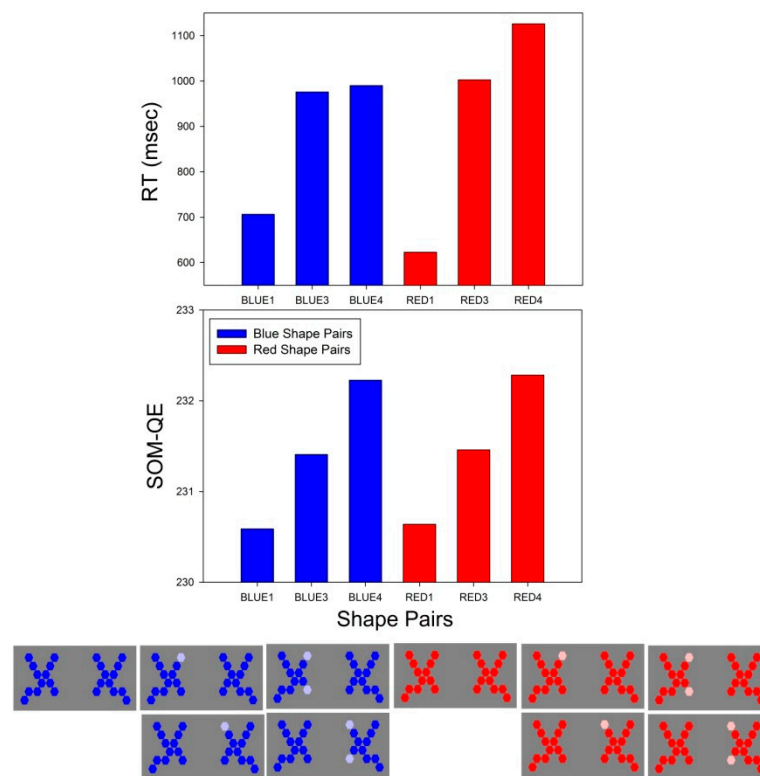 1100
1000
900
800
700
600
RT (msec)
BLUE1 BLUE3 BLUE4 RED1 RED3 RED4
233
232
231
230
SOM-QE
Blue Shape Pairs
Red Shape Pairs
BLUE1 BLUE3 BLUE4 RED1 RED3 RED4
Shape Pairs